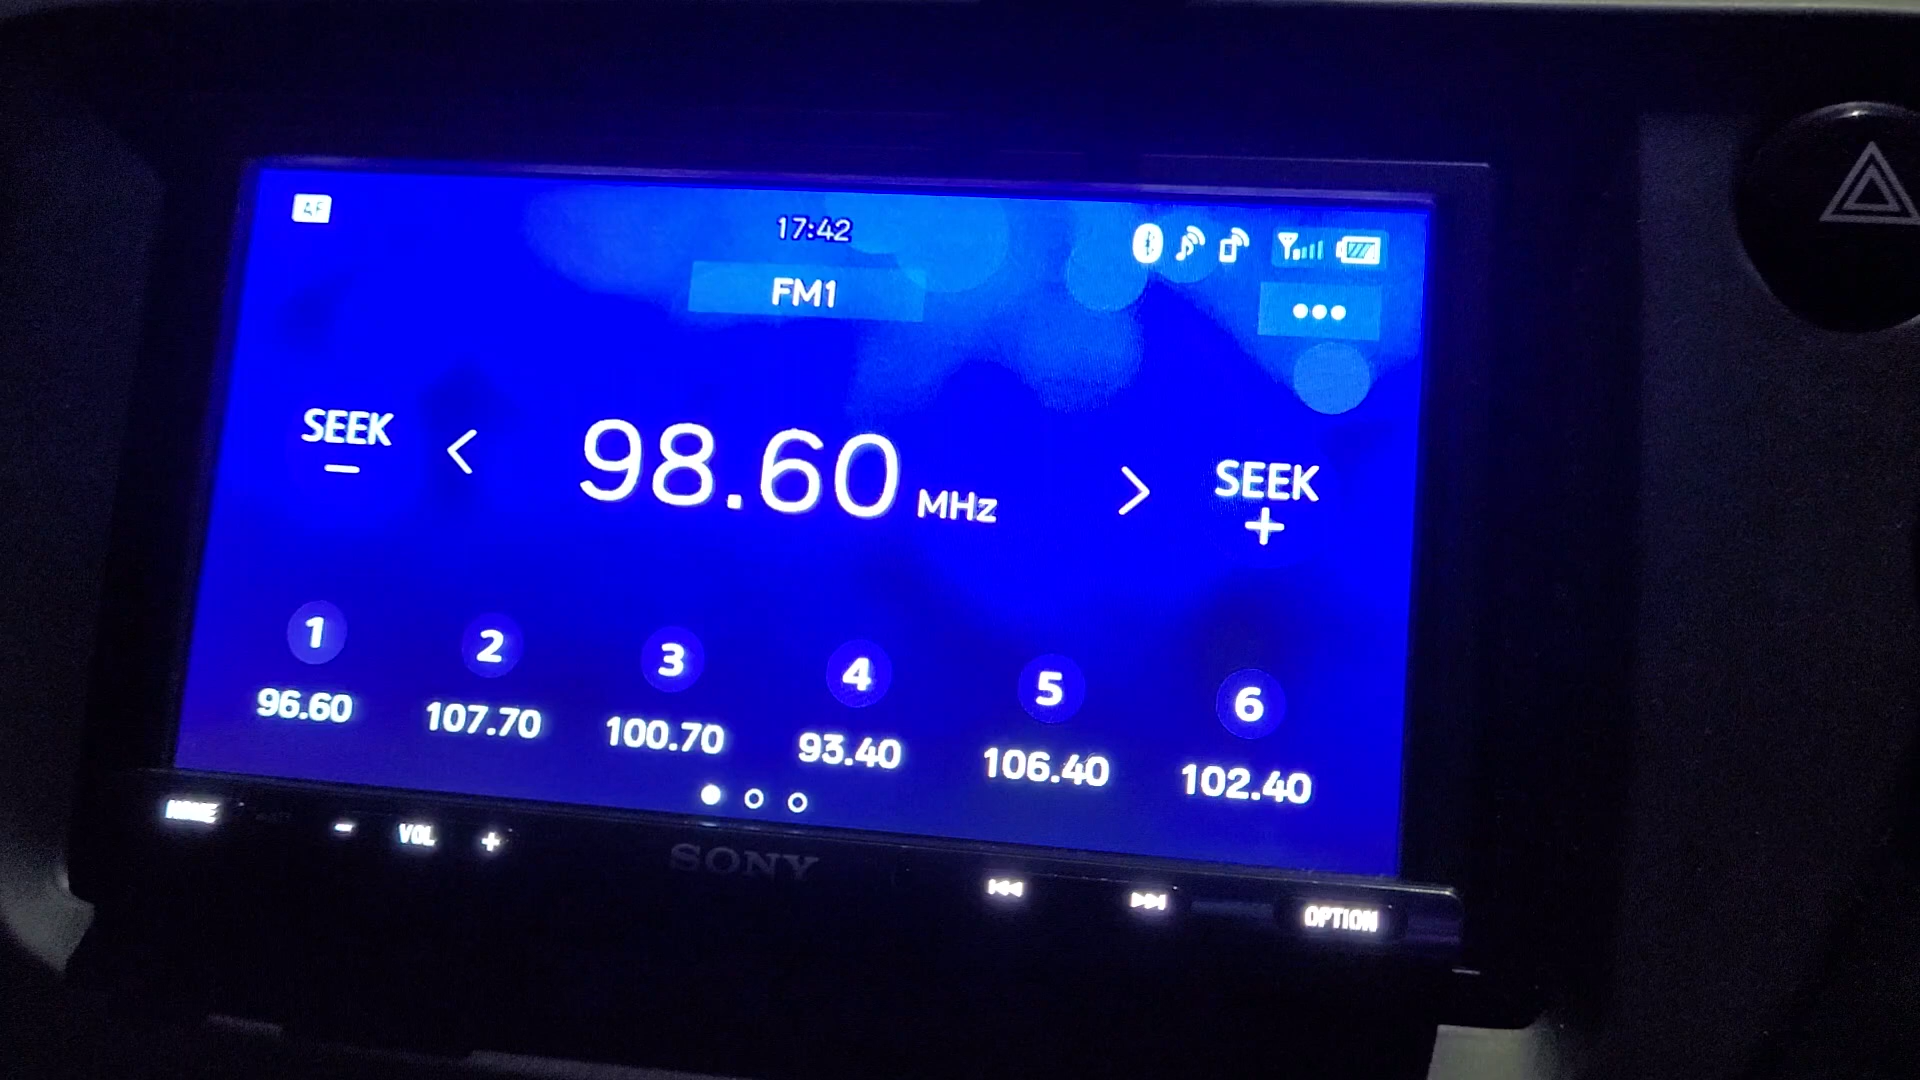 AF
17:42
FM1
•••
SEEK
−
<
98.60 MHz
>
SEEK
+
1 2 3 4 5 6
96.60 107.70 100.70 93.40 106.40 102.40
− VOL + OPTION
SONY